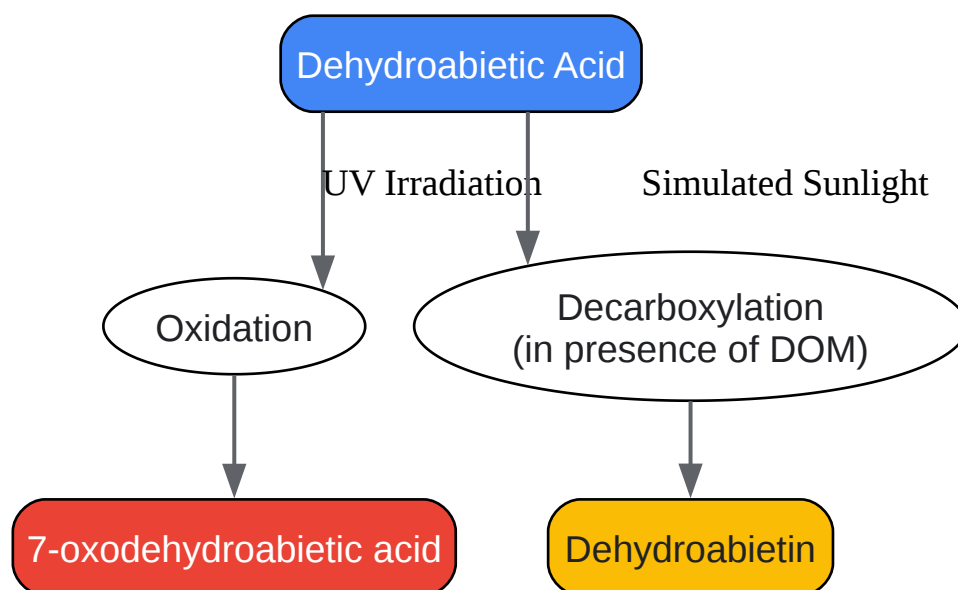 Dehydroabietic Acid
UV Irradiation
Simulated Sunlight
Oxidation
Decarboxylation
(in presence of DOM)
7-oxodehydroabietic acid
Dehydroabietin